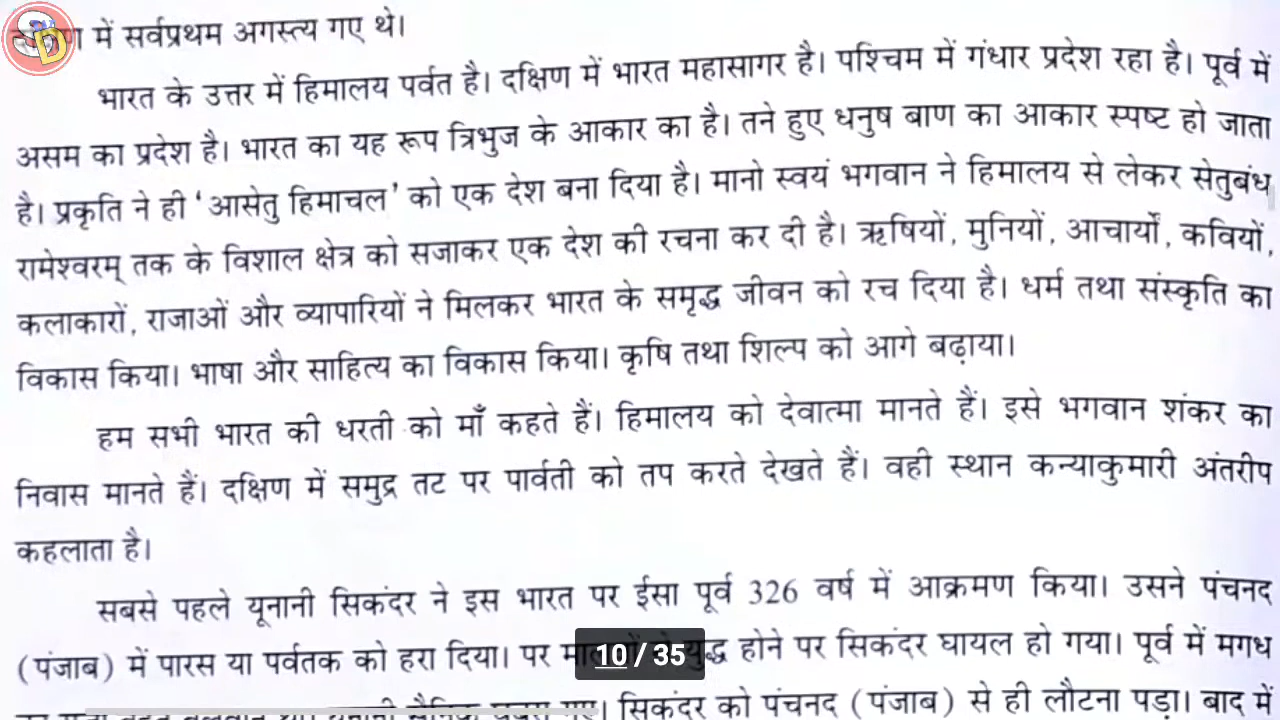 में सर्वप्रथम अगस्त्य गए थे।
भारत के उत्तर में हिमालय पर्वत है। दक्षिण में भारत महासागर है। पश्चिम में गंधार प्रदेश रहा है। पूर्व में
असम का प्रदेश है। भारत का यह रूप त्रिभुज के आकार का है। तने हुए धनुष बाण का आकार स्पष्ट हो जाता
है। प्रकृति ने ही ‘आसेतु हिमाचल’ को एक देश बना दिया है। मानो स्वयं भगवान ने हिमालय से लेकर सेतुबंध
रामेश्वरम् तक के विशाल क्षेत्र को सजाकर एक देश की रचना कर दी है। ऋषियों, मुनियों, आचार्यों, कवियों,
कलाकारों, राजाओं और व्यापारियों ने मिलकर भारत के समृद्ध जीवन को रच दिया है। धर्म तथा संस्कृति का
विकास किया। भाषा और साहित्य का विकास किया। कृषि तथा शिल्प को आगे बढ़ाया।
हम सभी भारत की धरती को माँ कहते हैं। हिमालय को देवात्मा मानते हैं। इसे भगवान शंकर का
निवास मानते हैं। दक्षिण में समुद्र तट पर पार्वती को तप करते देखते हैं। वही स्थान कन्याकुमारी अंतरीप
कहलाता है।
सबसे पहले यूनानी सिकंदर ने इस भारत पर ईसा पूर्व 326 वर्ष में आक्रमण किया। उसने पंचनद
(पंजाब) में पारस या पर्वतक को हरा दिया। पर युद्ध होने पर सिकंदर घायल हो गया। पूर्व में मगध
10 / 35
सिकंदर को पंचनद (पंजाब) से ही लौटना पड़ा। बाद में